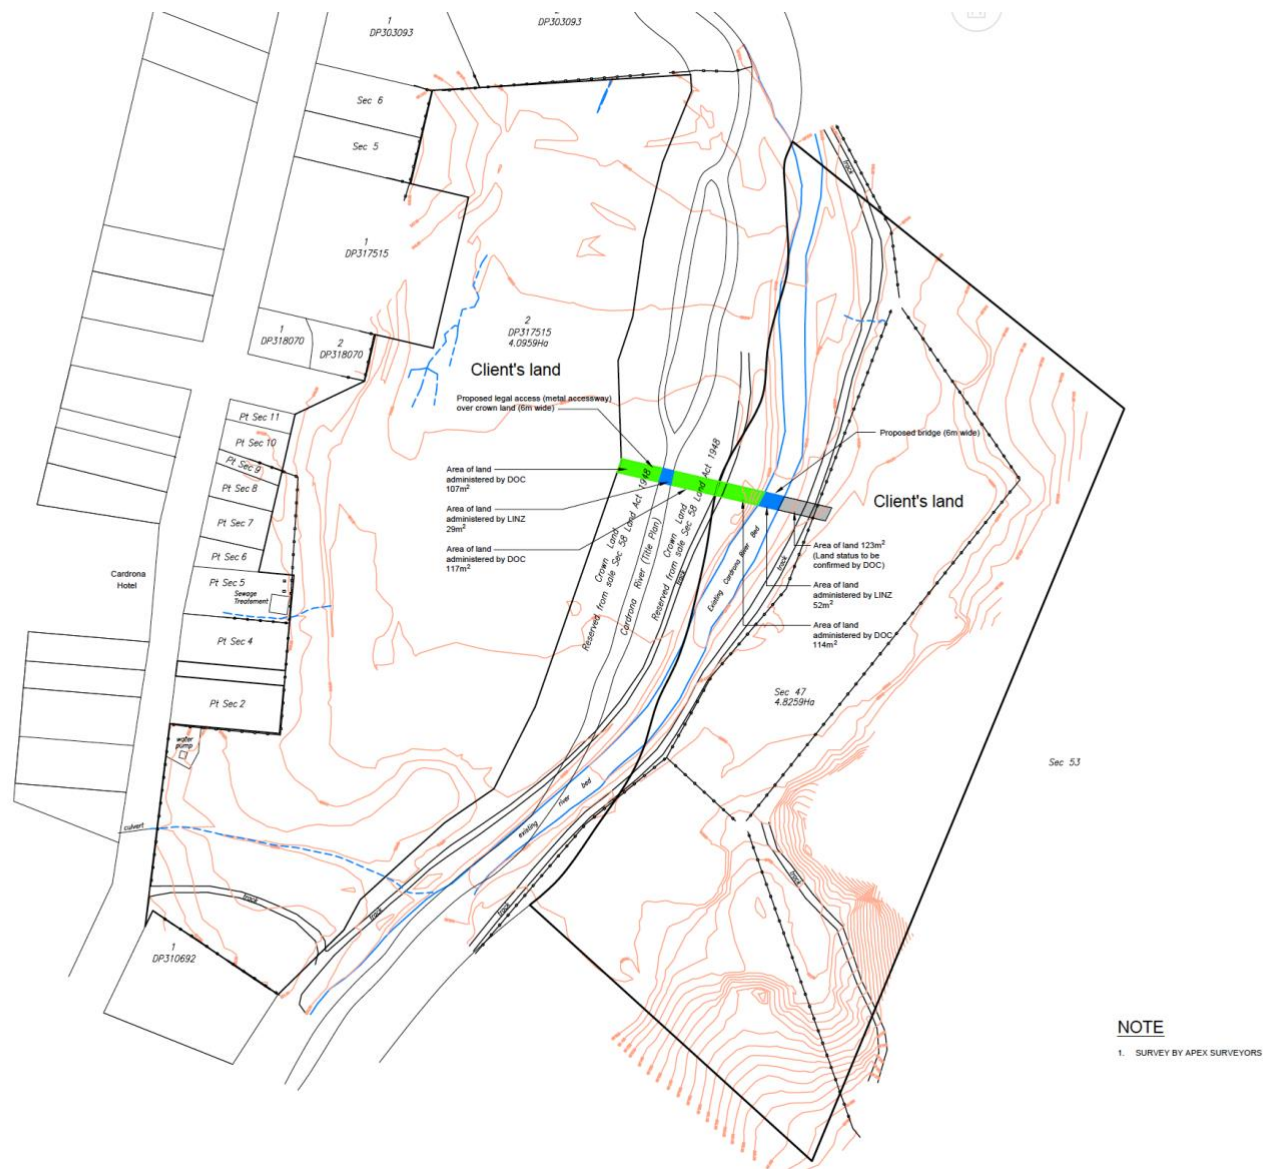 1
DP303093
DP303093
Sec 6
Sec 5
track
1
DP317515
2
DP317515
4.0959Ha
1
DP318070
2
DP318070
Client's land
Proposed legal access (metal accessway)
over crown land (6m wide)
Pt Sec 11
Pt Sec 10
Pt Sec 9
Pt Sec 8
Pt Sec 7
Pt Sec 6
Pt Sec 5
Sewage
Treatement
Pt Sec 4
Pt Sec 2
Cardrona
Hotel
water
pump
culvert
track
track
1
DP310692
Area of land
administered by DOC
107m²
Area of land
administered by LINZ
29m²
Area of land
administered by DOC
117m²
Crown Land
Reserved from sale Sec 58 Land Act 1948
Cardrona River (Title Plan)
Crown Land
Reserved from sale Sec 58 Land Act 1948
track
Existing Cardrona River Bed
track
existing river bed
track
Proposed bridge (6m wide)
Client's land
Area of land 123m²
(Land status to be
confirmed by DOC)
Area of land
administered by LINZ
52m²
Area of land
administered by DOC
114m²
Sec 47
4.8259Ha
Sec 53
track
NOTE
1. SURVEY BY APEX SURVEYORS